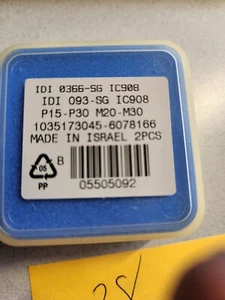 IDI 0366-SG IC908
IDI 093-SG IC908
P15-P30 M20-M30
1035173045-6078166
MADE IN ISRAEL 2PCS
B
05
PP
05505092